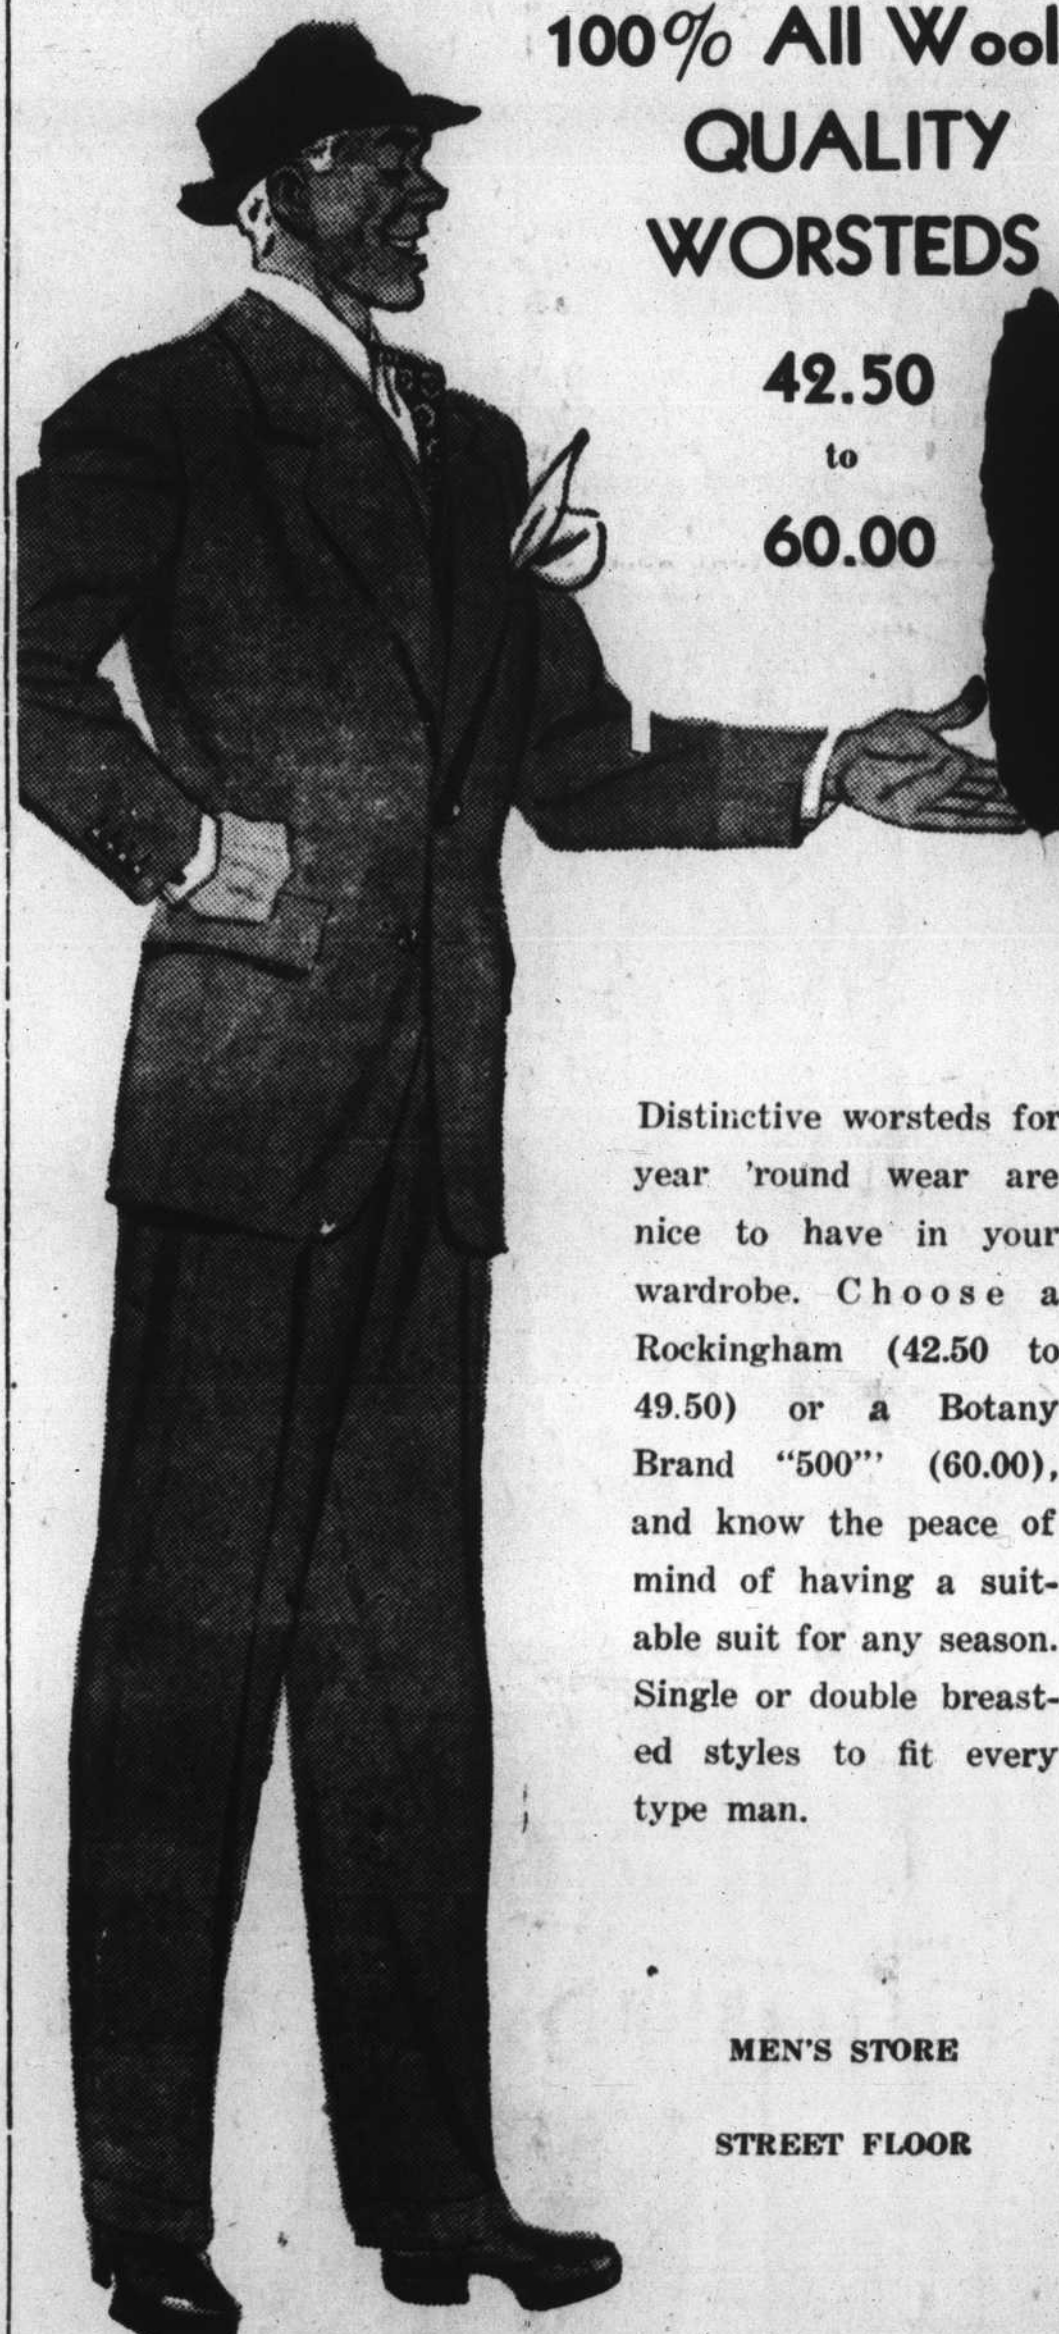 100% All Wool
QUALITY
WORSTEDS
42.50
to
60.00
Distinctive worsteds for
year 'round wear are
nice to have in your
wardrobe. Choose a
Rockingham (42.50 to
49.50) or a Botany
Brand “500”’ (60.00),
and know the peace of
mind of having a suit-
able suit for any season.
Single or double breast-
ed styles to fit every
type man.
MEN'S STORE
STREET FLOOR